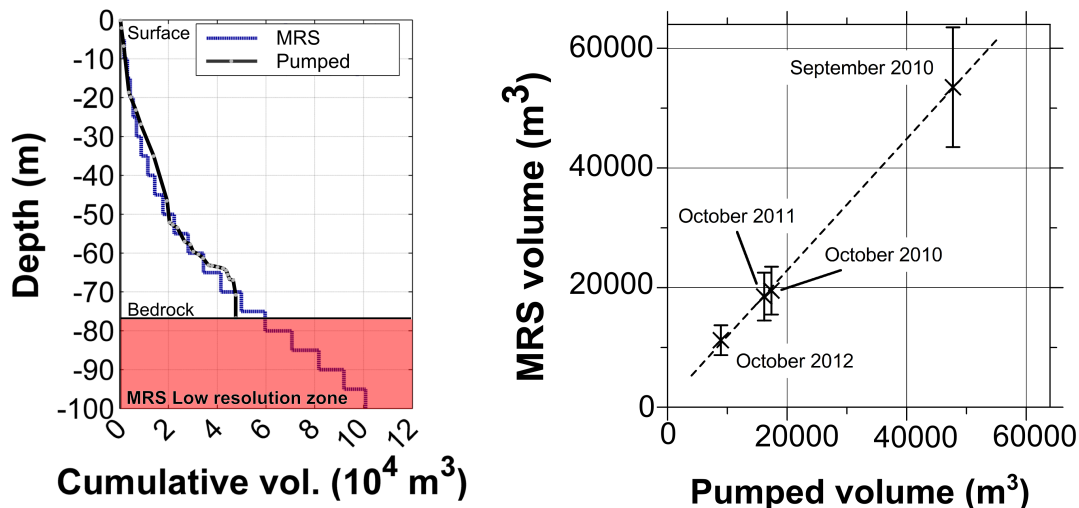 0
-10
-20
-30
-40
-50
-60
-70
-80
-90
-100
Depth (m)
Surface
MRS
Pumped
Bedrock
MRS Low resolution zone
0 2 4 6 8 10 12
Cumulative vol. (10⁴ m³)
60000
40000
20000
0
MRS volume (m³)
September 2010
October 2011
October 2010
October 2012
0 20000 40000 60000
Pumped volume (m³)